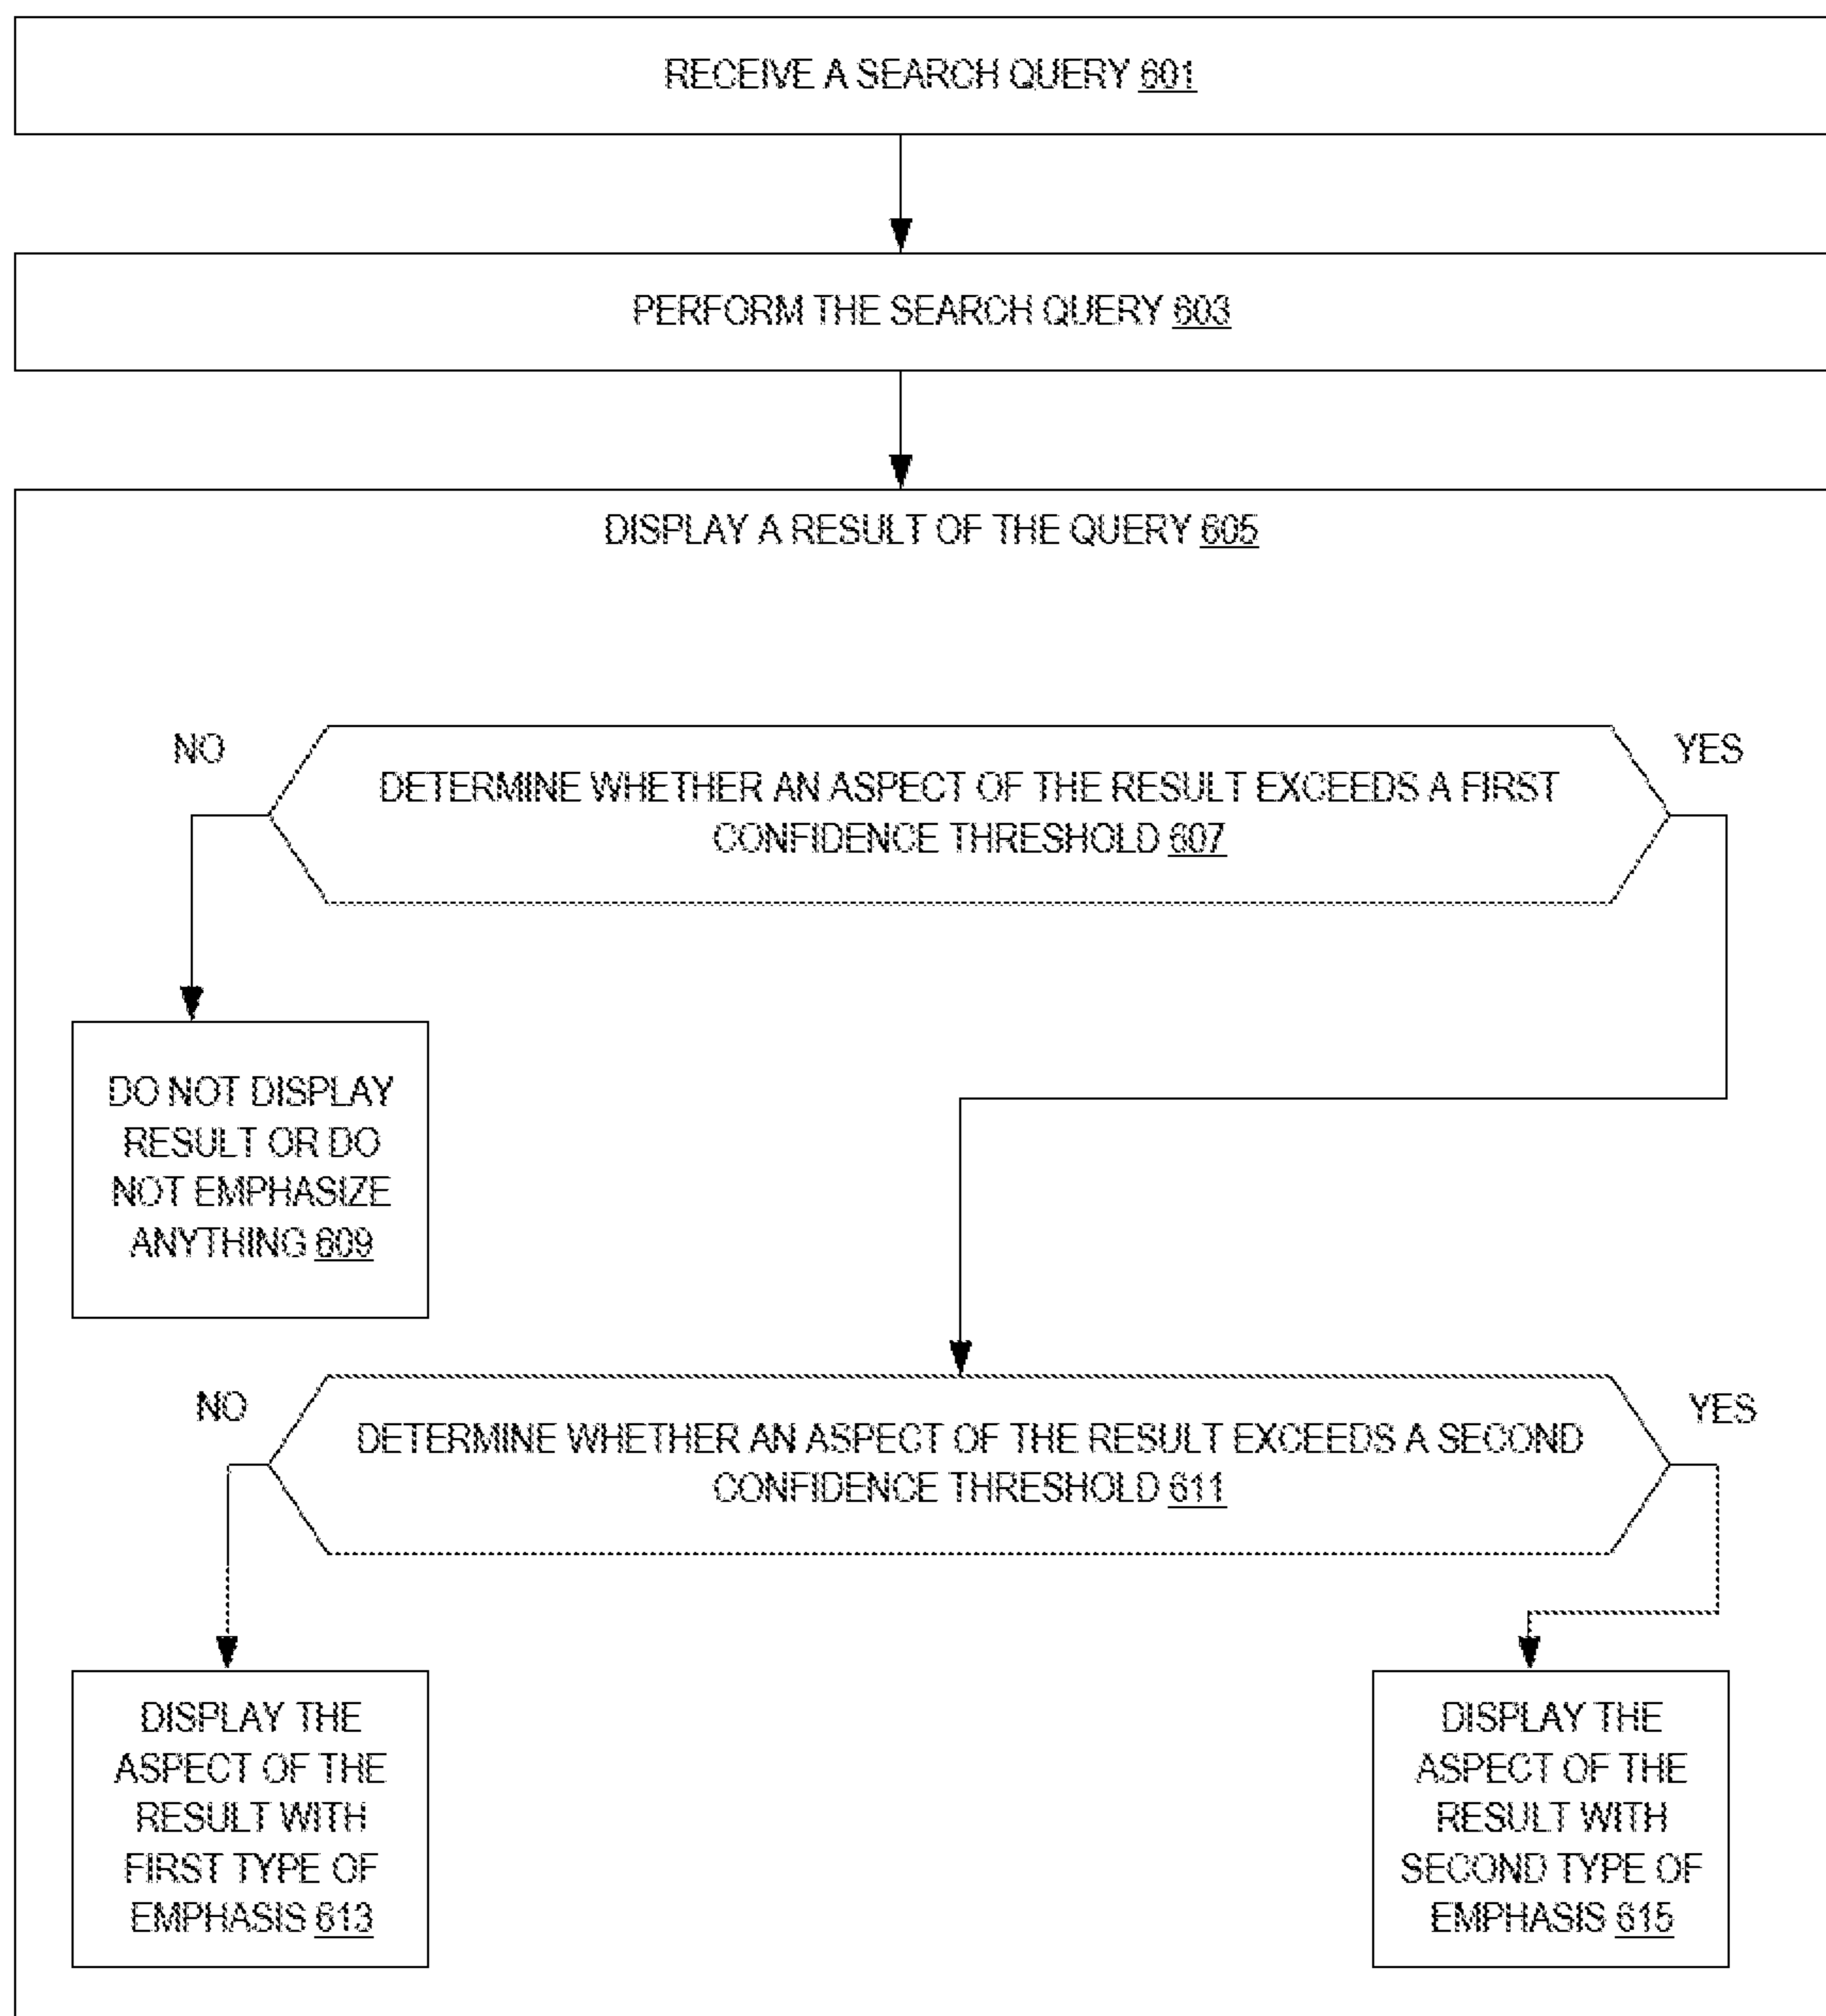 RECEIVE A SEARCH QUERY 601
PERFORM THE SEARCH QUERY 603
DISPLAY A RESULT OF THE QUERY 605
NO
YES
DETERMINE WHETHER AN ASPECT OF THE RESULT EXCEEDS A FIRST
CONFIDENCE THRESHOLD 607
DO NOT DISPLAY
RESULT OR DO
NOT EMPHASIZE
ANYTHING 609
NO
YES
DETERMINE WHETHER AN ASPECT OF THE RESULT EXCEEDS A SECOND
CONFIDENCE THRESHOLD 611
DISPLAY THE
ASPECT OF THE
RESULT WITH
FIRST TYPE OF
EMPHASIS 613
DISPLAY THE
ASPECT OF THE
RESULT WITH
SECOND TYPE OF
EMPHASIS 615